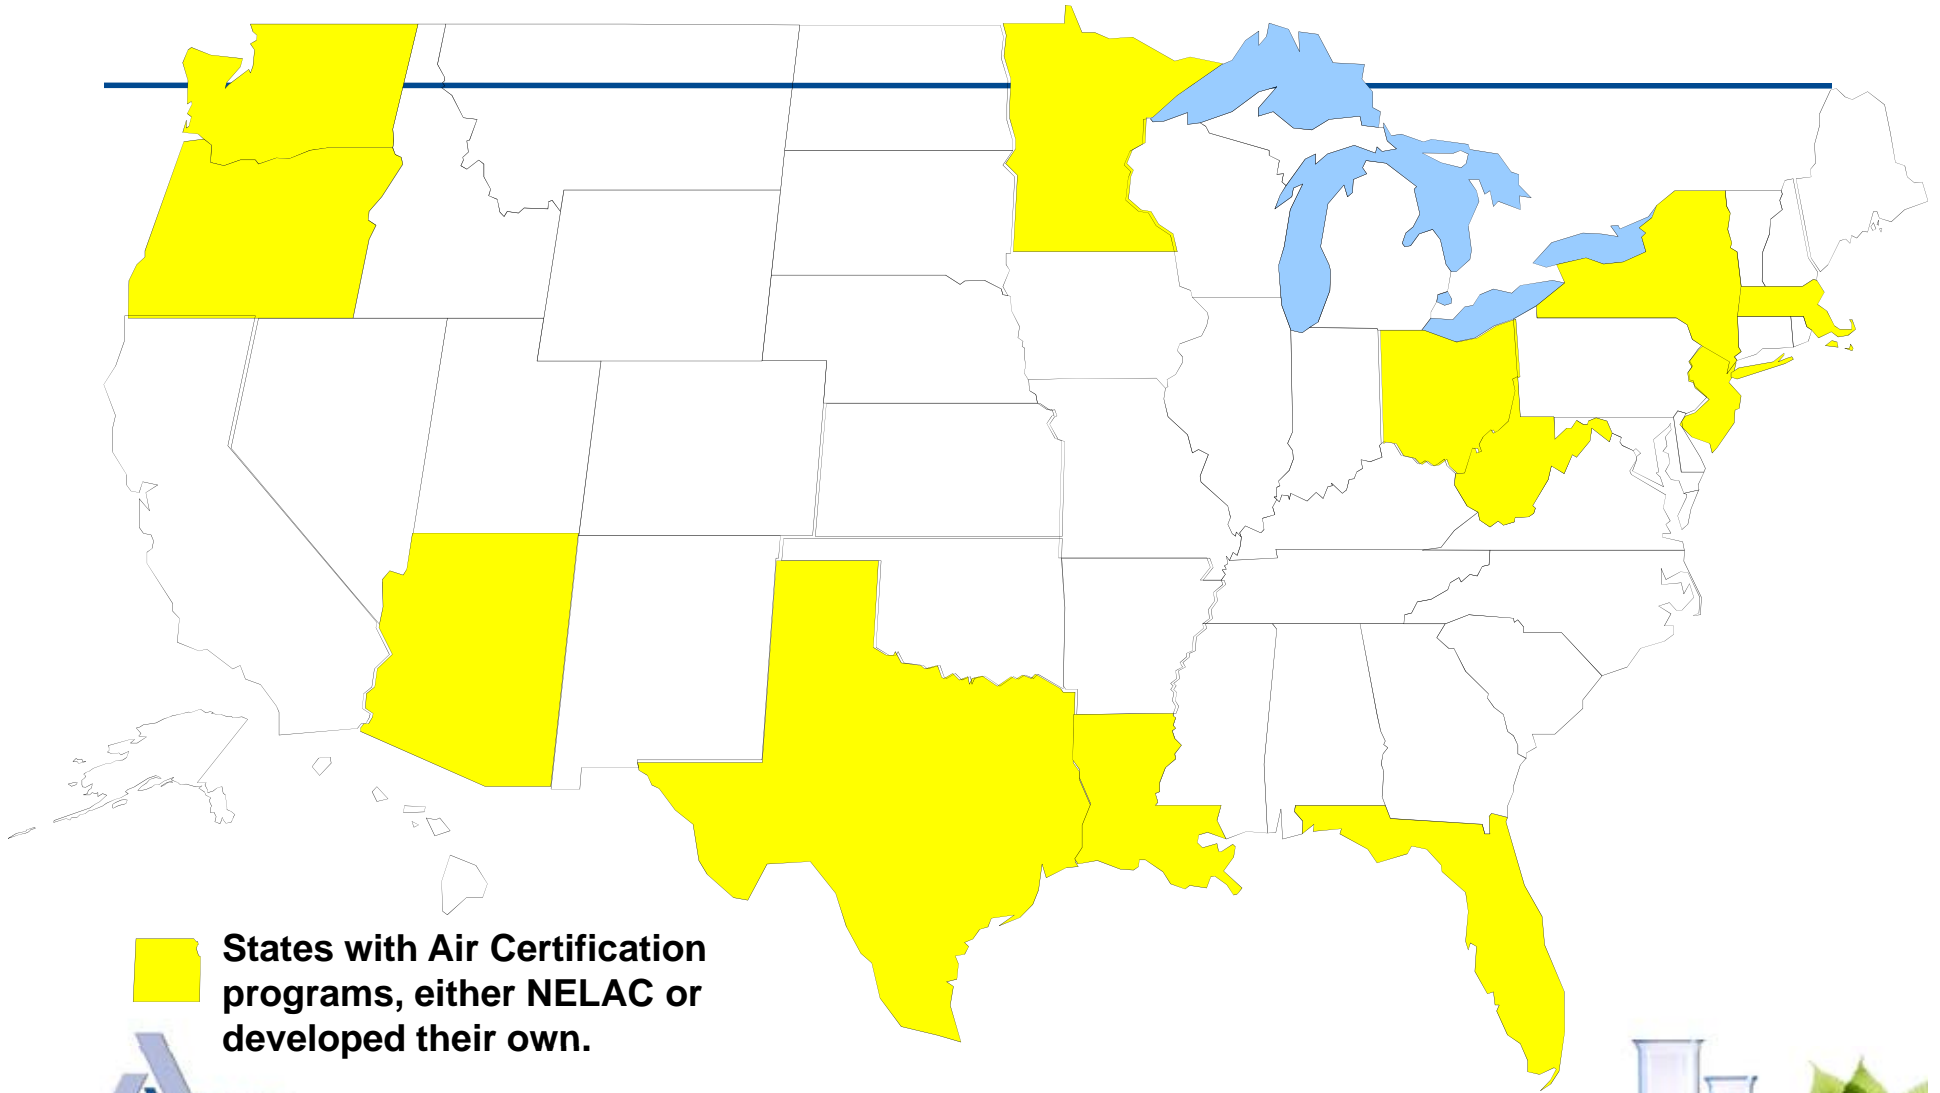 States with Air Certification
programs, either NELAC or
developed their own.